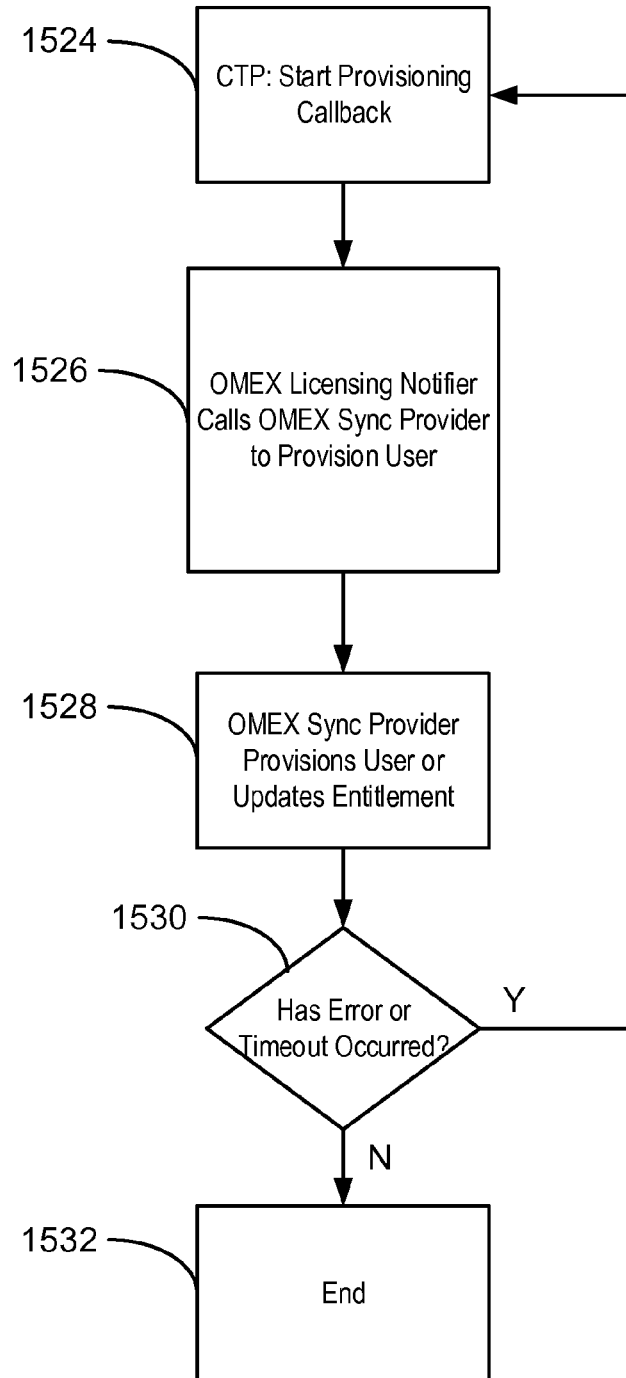 1524
CTP: Start Provisioning
Callback
1526
OMEX Licensing Notifier
Calls OMEX Sync Provider
to Provision User
1528
OMEX Sync Provider
Provisions User or
Updates Entitlement
1530
Has Error or
Timeout Occurred?
Y
N
1532
End